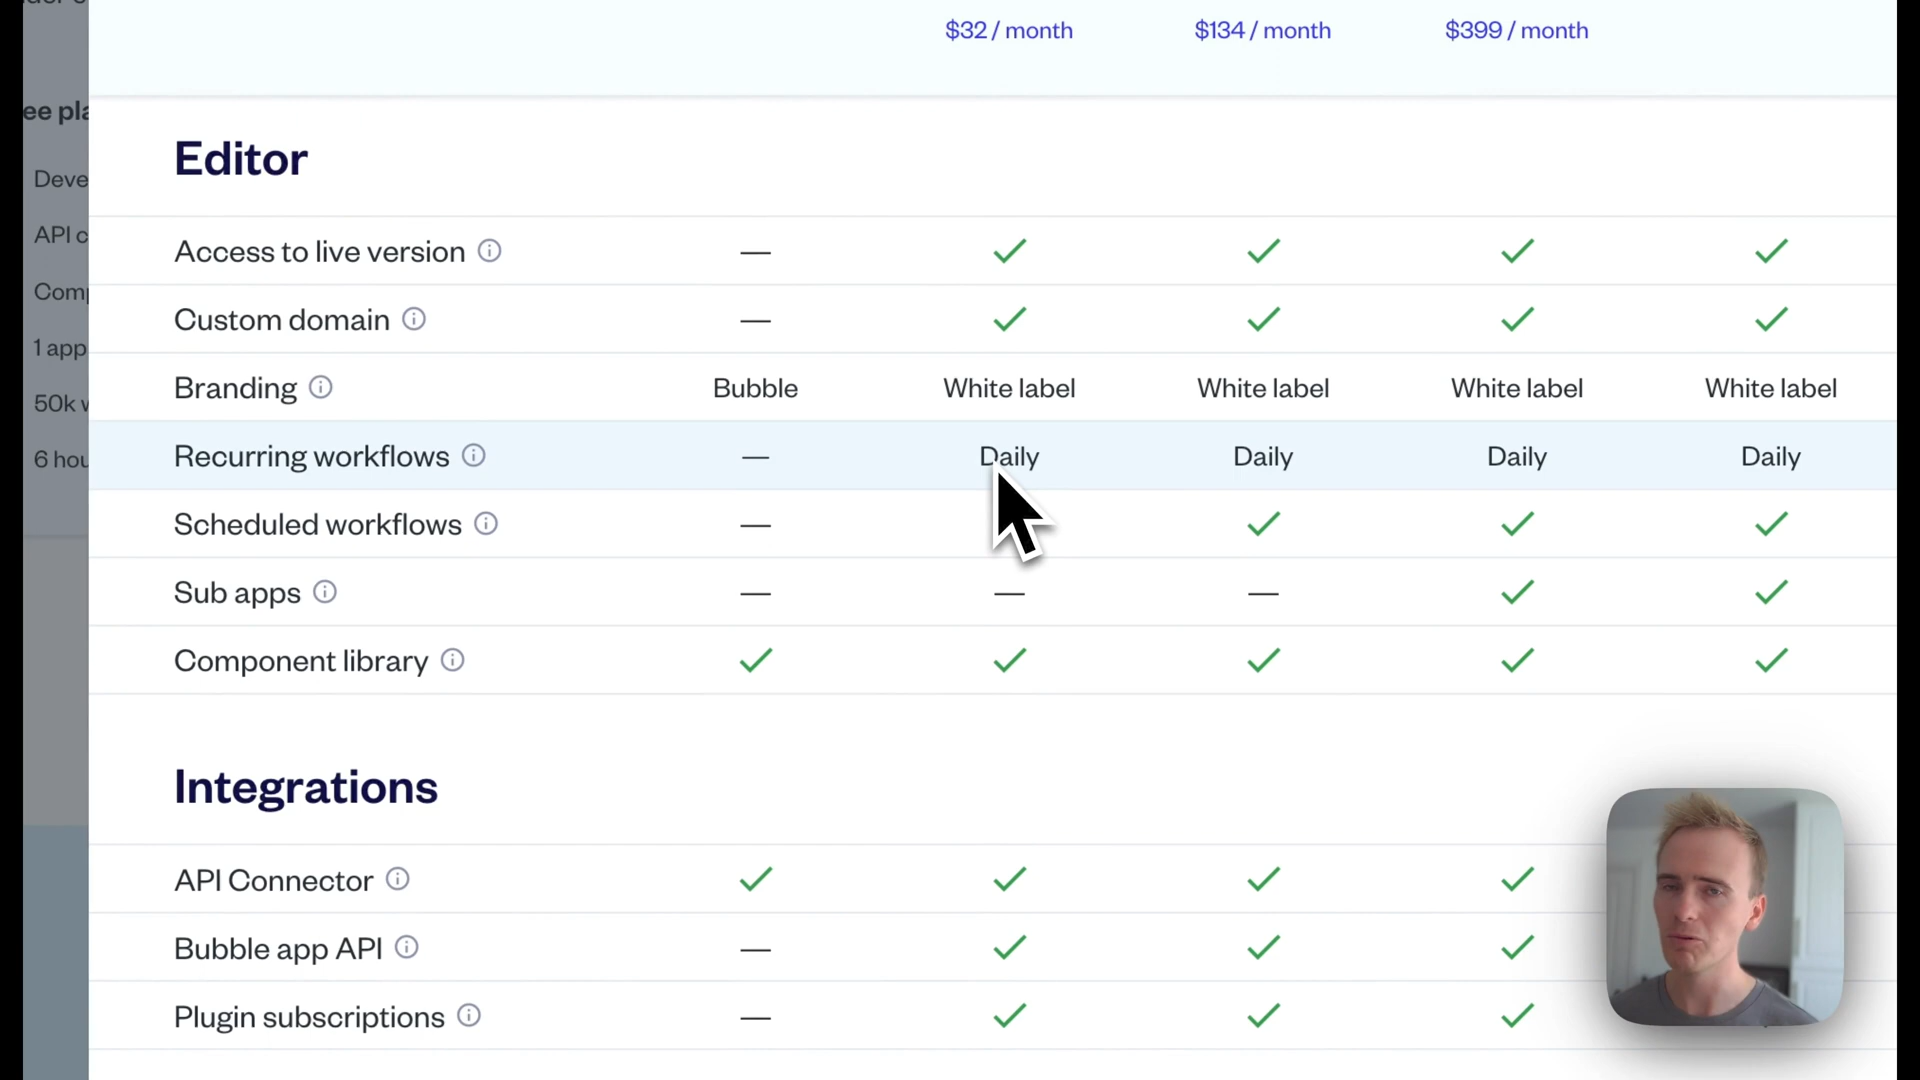 $32 / month $134 / month $399 / month
ee pla
Editor
Deve
API c
Access to live version
Comp
Custom domain
1 app
Branding Bubble White label White label White label White label
50k w
Recurring workflows Daily Daily Daily Daily
6 hou
Scheduled workflows
Sub apps
Component library
Integrations
API Connector
Bubble app API
Plugin subscriptions